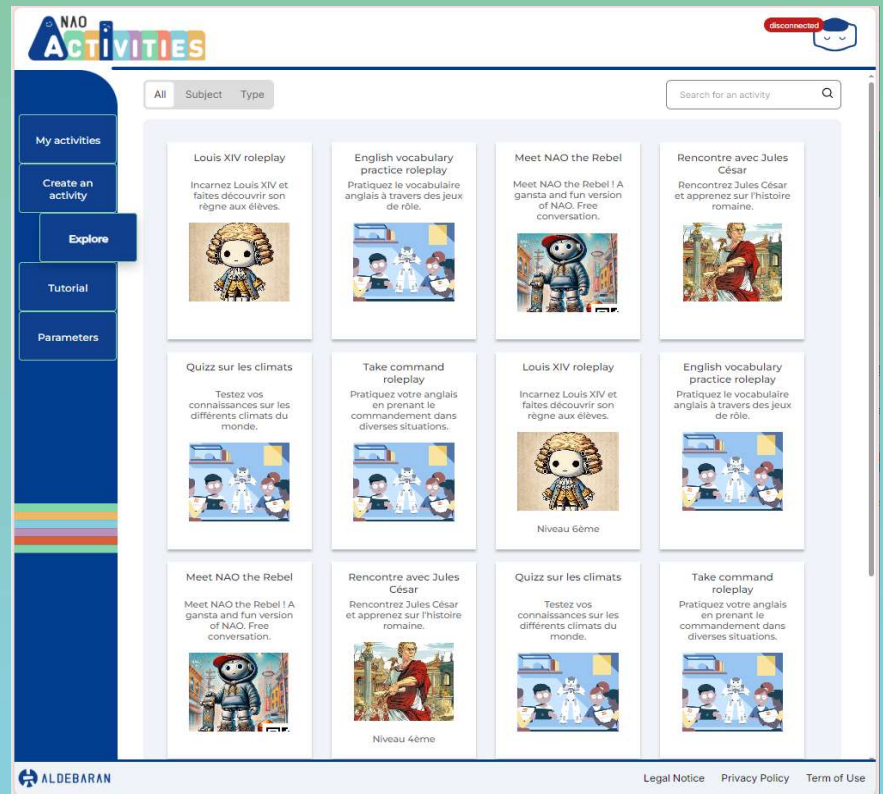 NAO
ACTIVITIES
disconnected
All Subject Type
Search for an activity
My activities
Create an
activity
Explore
Tutorial
Parameters
Louis XIV roleplay
Incarnez Louis XIV et
faites découvrir son
règne aux élèves.
English vocabulary
practice roleplay
Pratiquez le vocabulaire
anglais à travers des jeux
de rôle.
Meet NAO the Rebel
Meet NAO the Rebel ! A
gansta and fun version
of NAO. Free
conversation.
Rencontre avec Jules
César
Rencontrez Jules César
et apprenez sur l'histoire
romaine.
Quizz sur les climats
Testez vos
connaissances sur les
différents climats du
monde.
Take command
roleplay
Pratiquez votre anglais
en prenant le
commandement dans
diverses situations.
Louis XIV roleplay
Incarnez Louis XIV et
faites découvrir son
règne aux élèves.
Niveau 6ème
English vocabulary
practice roleplay
Pratiquez le vocabulaire
anglais à travers des jeux
de rôle.
Meet NAO the Rebel
Meet NAO the Rebel ! A
gansta and fun version
of NAO. Free
conversation.
Rencontre avec Jules
César
Rencontrez Jules César
et apprenez sur l'histoire
romaine.
Niveau 4ème
Quizz sur les climats
Testez vos
connaissances sur les
différents climats du
monde.
Take command
roleplay
Pratiquez votre anglais
en prenant le
commandement dans
diverses situations.
ALDEBARAN
Legal Notice Privacy Policy Term of Use